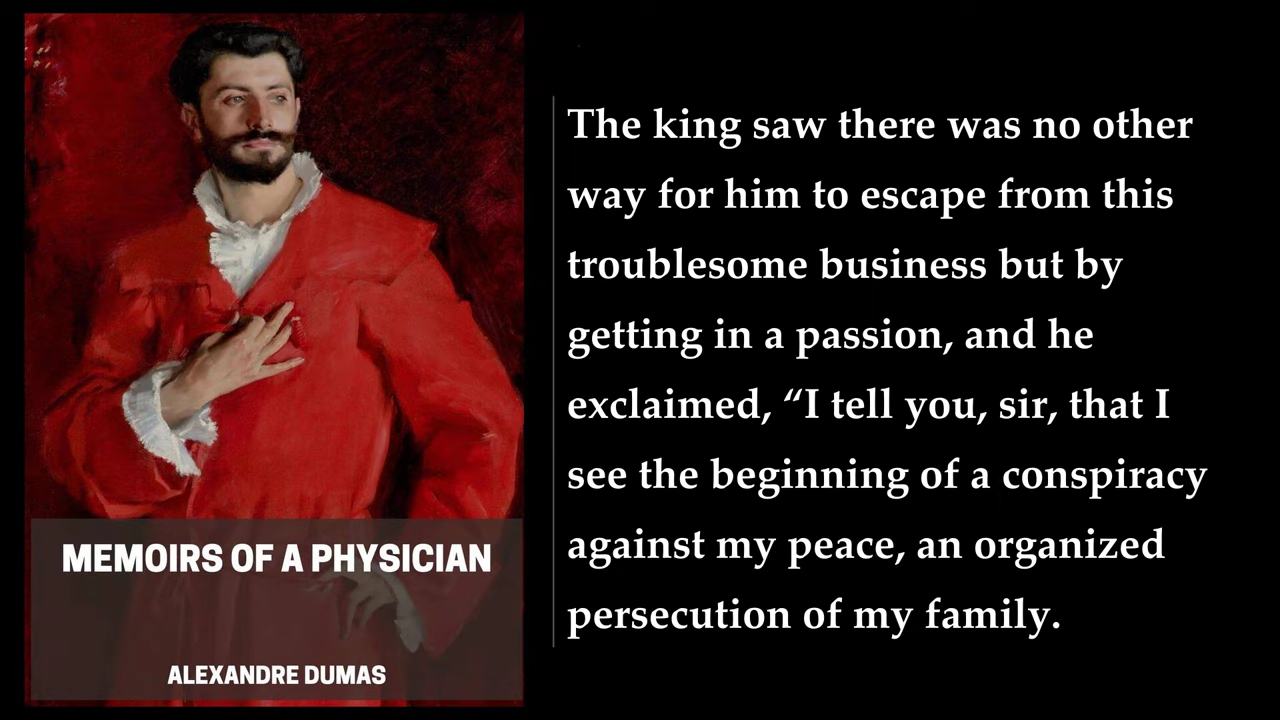 MEMOIRS OF A PHYSICIAN
ALEXANDRE DUMAS
The king saw there was no other
way for him to escape from this
troublesome business but by
getting in a passion, and he
exclaimed, “I tell you, sir, that I
see the beginning of a conspiracy
against my peace, an organized
persecution of my family.